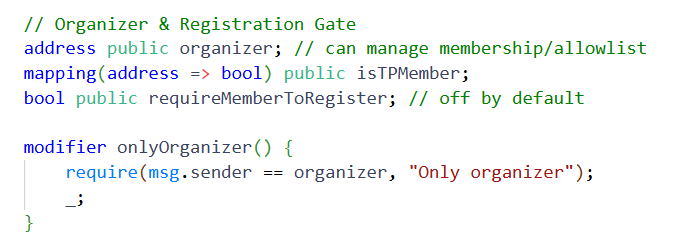 // Organizer & Registration Gate
address public organizer; // can manage membership/allowlist
mapping(address => bool) public isTPMember;
bool public requireMemberToRegister; // off by default
modifier onlyOrganizer() {
require(msg.sender == organizer, "Only organizer");
_;
}